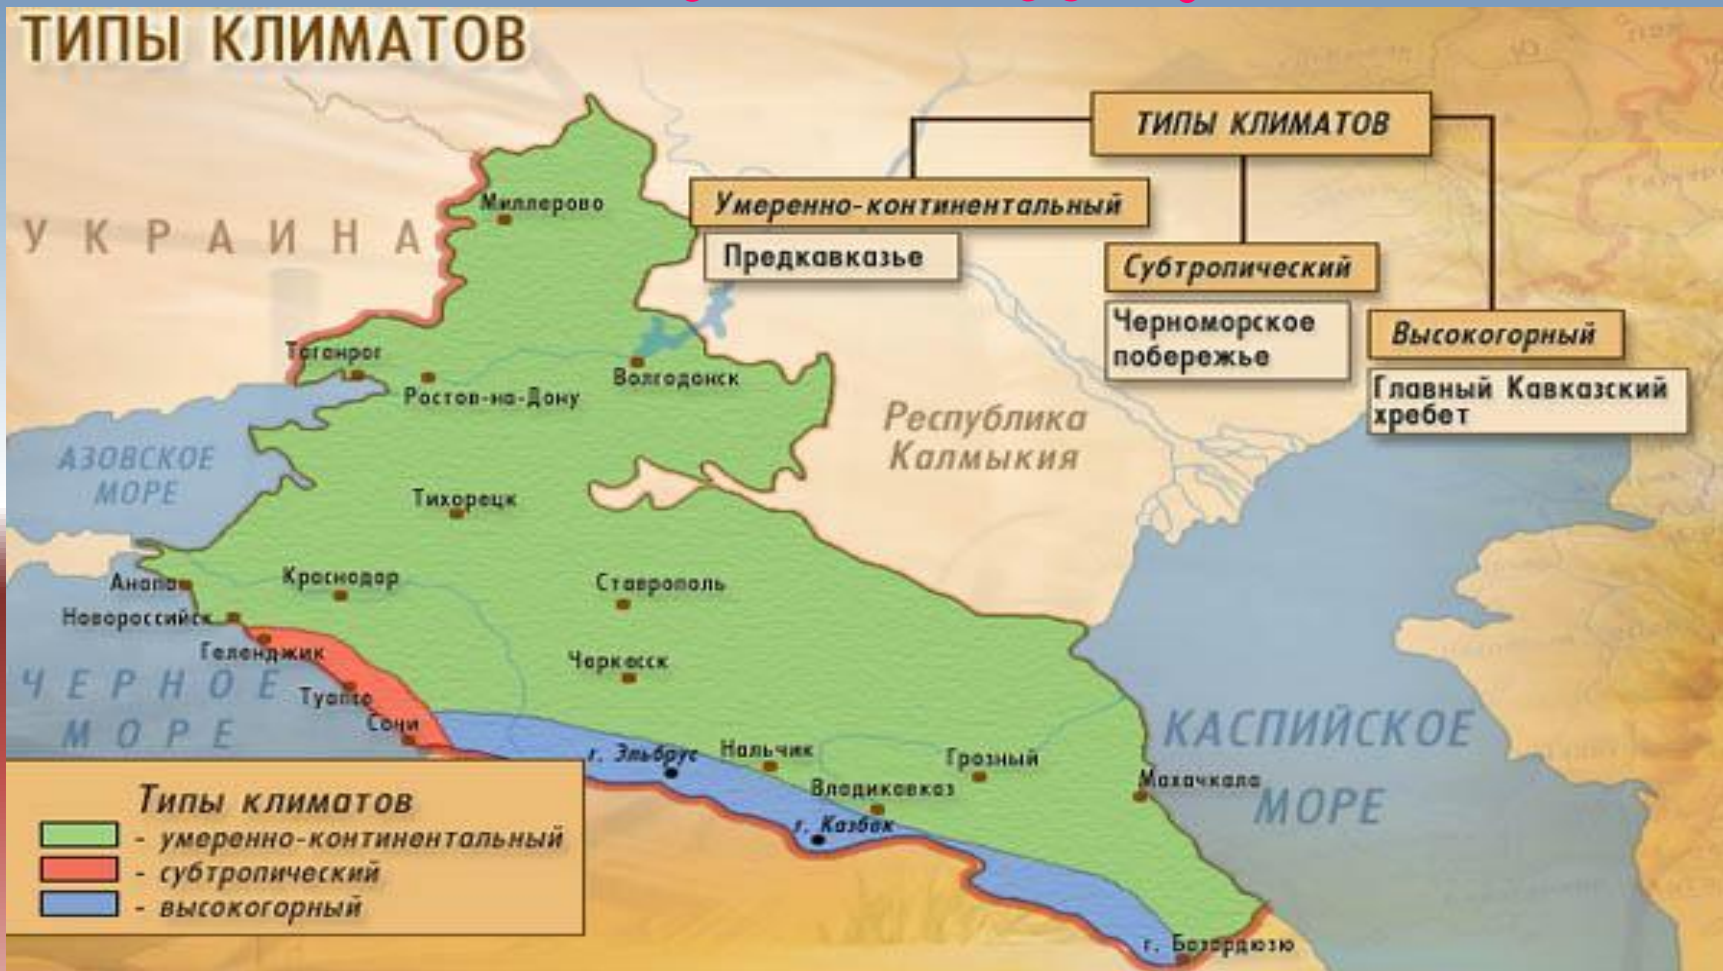 ТИПЫ КЛИМАТОВ
ТИПЫ КЛИМАТОВ
Умеренно-континентальный
Предкавказье
Субтропический
Черноморское
побережье
Высокогорный
Главный Кавказский
хребет
УКРАИНА
Миллерово
Таганрог
Ростов-на-Дону
Волгодонск
Республика
Калмыкия
АЗОВСКОЕ
МОРЕ
Тихорецк
Анапа
Краснодар
Ставрополь
Новороссийск
Геленджик
Черкесск
ЧЕРНОЕ
МОРЕ
Туапсе
Сочи
г. Эльбрус
Нальчик
Грозный
Владикавказ
Махачкала
КАСПИЙСКОЕ
МОРЕ
г. Казбек
г. Базардюзю
Типы климатов
- умеренно-континентальный
- субтропический
- высокогорный